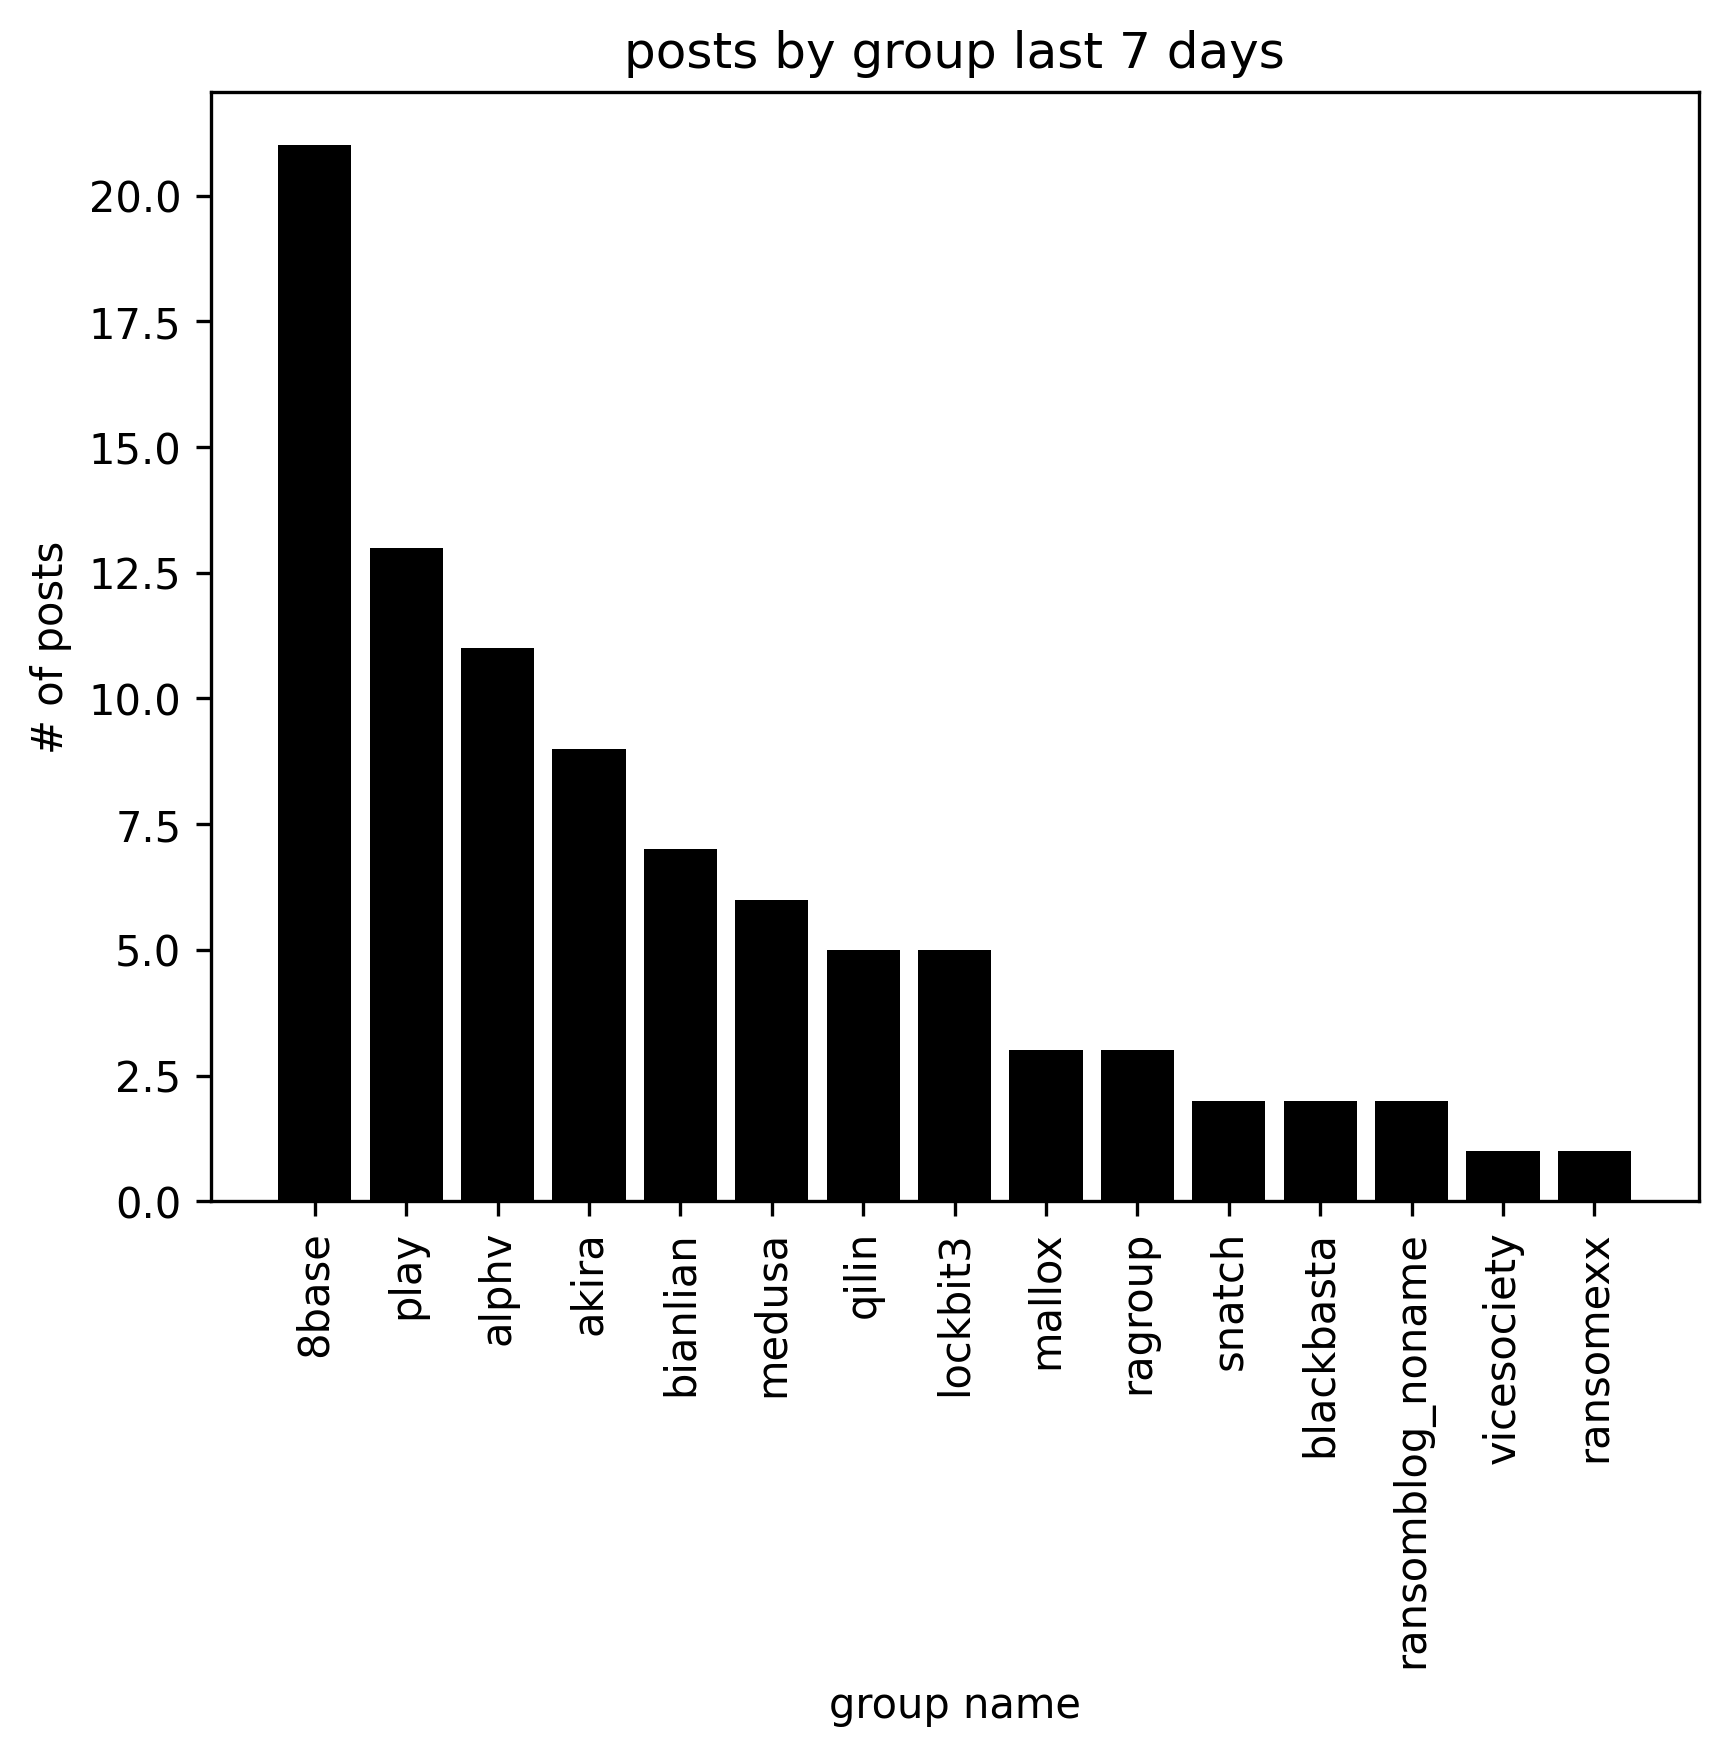 posts by group last 7 days
# of posts
20.0
17.5
15.0
12.5
10.0
7.5
5.0
2.5
0.0
8base
play
alphv
akira
bianlian
medusa
qilin
lockbit3
mallox
ragroup
snatch
blackbasta
ransomblog_noname
vicesociety
ransomexx
group name